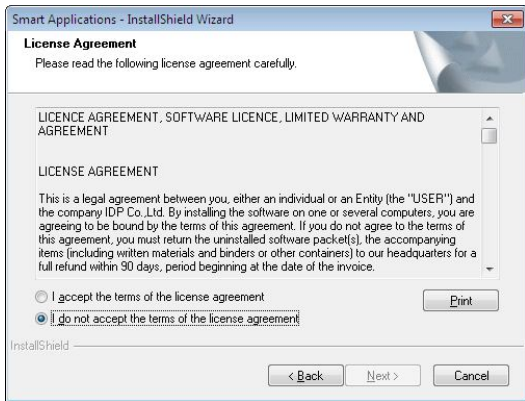 Smart Applications - InstallShield Wizard
License Agreement
Please read the following license agreement carefully.
LICENCE AGREEMENT, SOFTWARE LICENCE, LIMITED WARRANTY AND
AGREEMENT
LICENSE AGREEMENT
This is a legal agreement between you, either an individual or an Entity (the "USER") and
the company IDP Co.,Ltd. By installing the software on one or several computers, you are
agreeing to be bound by the terms of this agreement. If you do not agree to the terms of
this agreement, you must return the uninstalled software packet(s), the accompanying
items (including written materials and binders or other containers) to our headquarters for a
full refund within 90 days, period beginning at the date of the invoice.
I accept the terms of the license agreement
Print
I do not accept the terms of the license agreement
InstallShield
< Back
Next >
Cancel